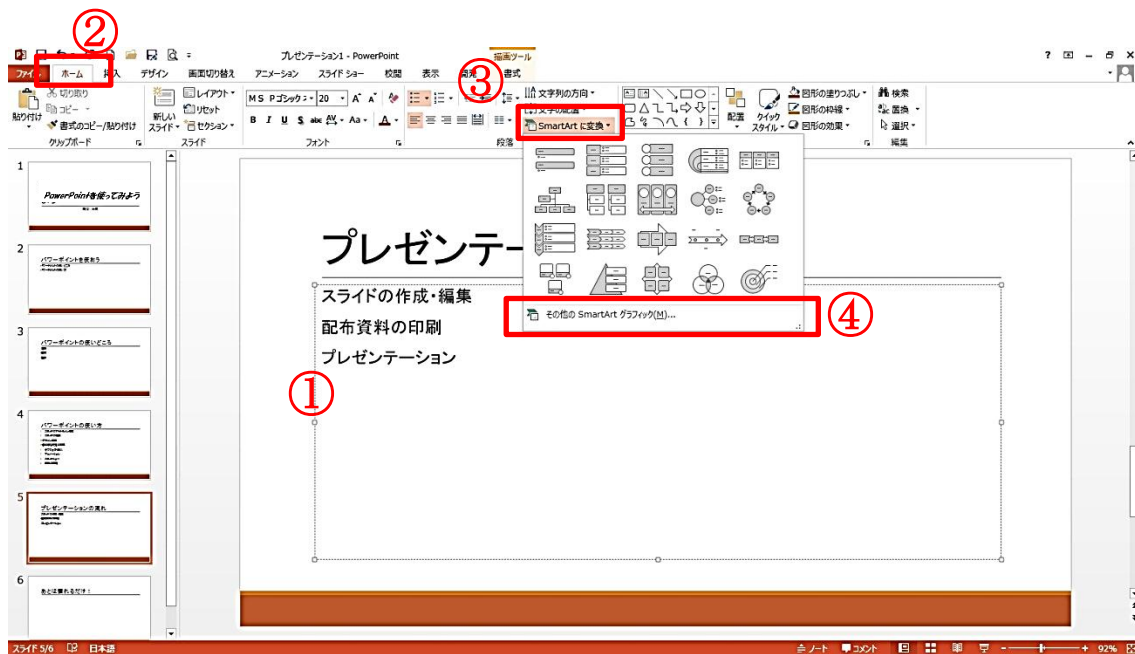 ②
プレゼンテーション1 - PowerPoint
描画ツール
ファイル ホーム 挿入 デザイン 画面切り替え アニメーション スライド ショー 校閲 表示 開発 書式
③
切り取り
コピー
書式のコピー/貼り付け
貼り付け
クリップボード
新しい
スライド
レイアウト
リセット
セクション
スライド
MS Pゴシック 20
B I U S abc AV Aa A
フォント
文字列の方向
文字の配置
SmartArt に変換
段落
配置
クイック
スタイル
図形の塗りつぶし
図形の枠線
図形の効果
検索
置換
選択
編集
1
PowerPointを使ってみよう
2
パワーポイントを使おう
3
パワーポイントの使いどころ
4
パワーポイントの使い方
5
プレゼンテーションの流れ
6
あとは慣れるだけ!
プレゼンテー
スライドの作成・編集
配布資料の印刷
プレゼンテーション
①
その他の SmartArt グラフィック(M)...
④
スライド 5/6 日本語
ノート コメント 92%